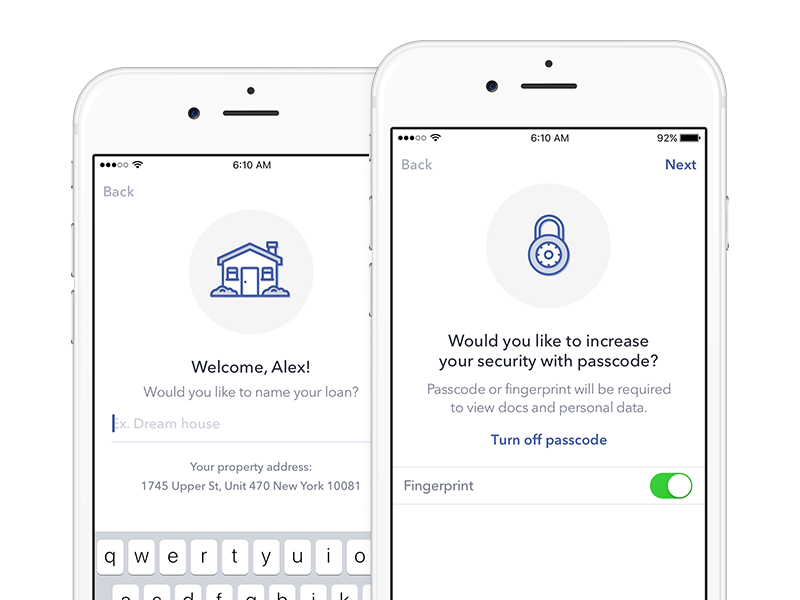 6:10 AM
Back
Welcome, Alex!
Would you like to name your loan?
Ex. Dream house
Your property address:
1745 Upper St, Unit 470 New York 10081
q w e r t y u i o
a s d f g h j k
6:10 AM
92%
Back
Next
Would you like to increase
your security with passcode?
Passcode or fingerprint will be required
to view docs and personal data.
Turn off passcode
Fingerprint